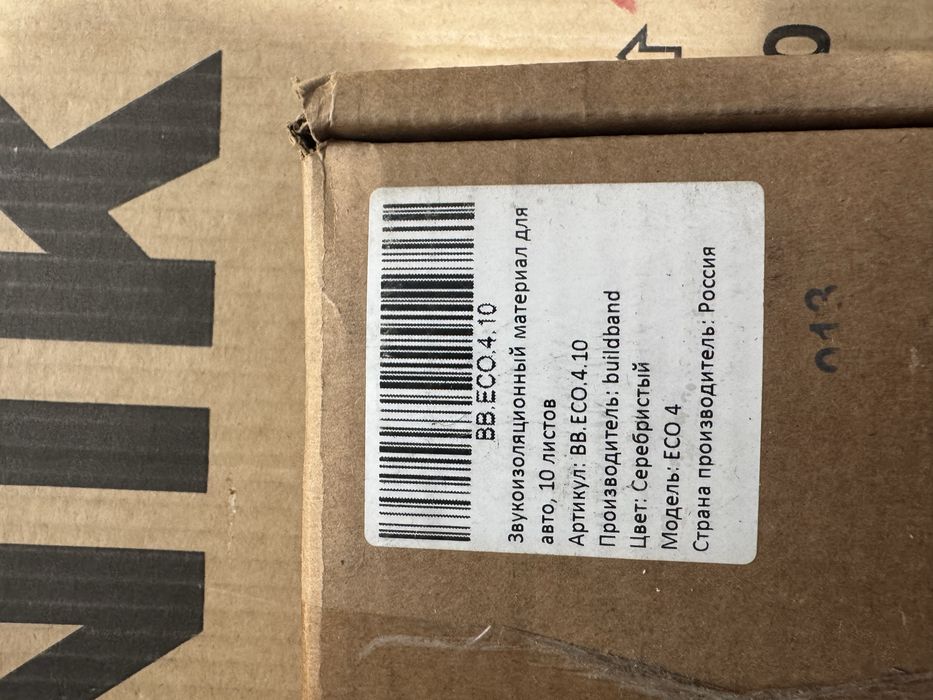 BB.ECO.4.10
Звукоизоляционный материал для
авто, 10 листов
Артикул: BB.ECO.4.10
Производитель: buildband
Цвет: Серебристый
Модель: ECO 4
Страна производитель: Россия